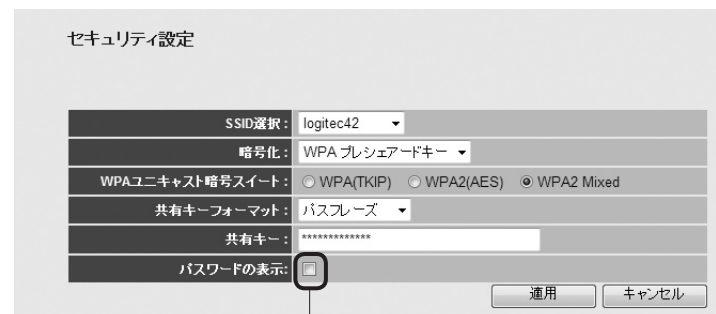 セキュリティ設定
SSID選択： logitec42
暗号化： WPA プレシェアードキー
WPAユニキャスト暗号スイート： WPA(TKIP) WPA2(AES) WPA2 Mixed
共有キーフォーマット： パスフレーズ
共有キー： *************
パスワードの表示:
適用 キャンセル